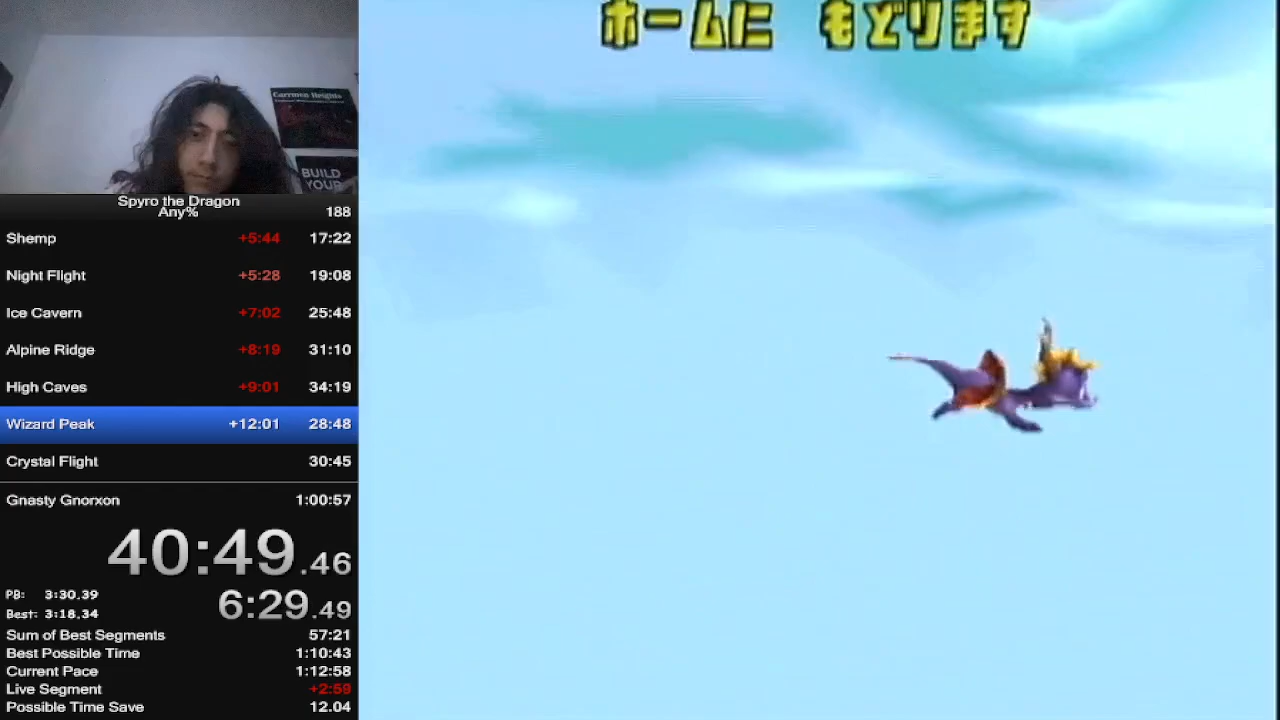 ホームに もどります
Carrmen Heights
BUILD
YOUR
Spyro the Dragon
Any% 188
Shemp +5:44 17:22
Night Flight +5:28 19:08
Ice Cavern +7:02 25:48
Alpine Ridge +8:19 31:10
High Caves +9:01 34:19
Wizard Peak +12:01 28:48
Crystal Flight 30:45
Gnasty Gnorxon 1:00:57
40:49.46
PB: 3:30.39
Best: 3:18.34
6:29.49
Sum of Best Segments 57:21
Best Possible Time 1:10:43
Current Pace 1:12:58
Live Segment +2:59
Possible Time Save 12.04